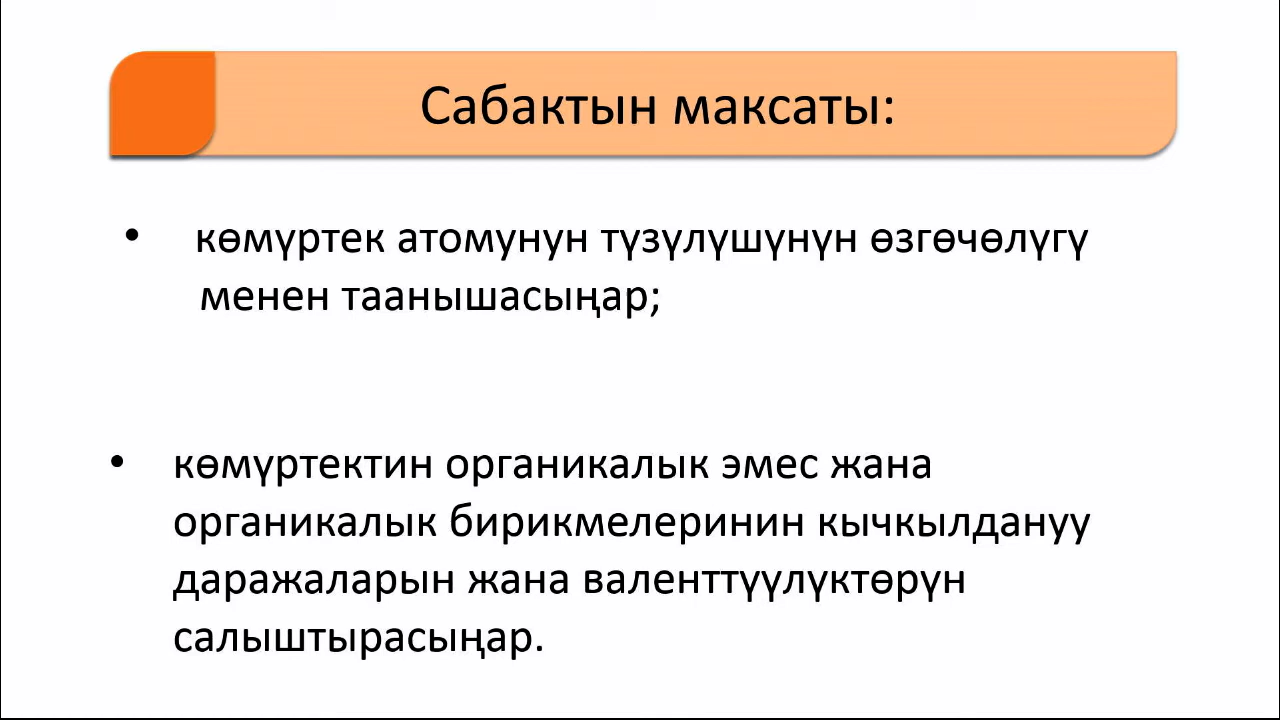 Сабактын максаты:
• көмүртек атомунун түзүлүшүнүн өзгөчөлүгү
менен таанышасыңар;
• көмүртектин органикалык эмес жана
органикалык бирикмелеринин кычкылдануу
даражаларын жана валенттүүлүктөрүн
салыштырасыңар.